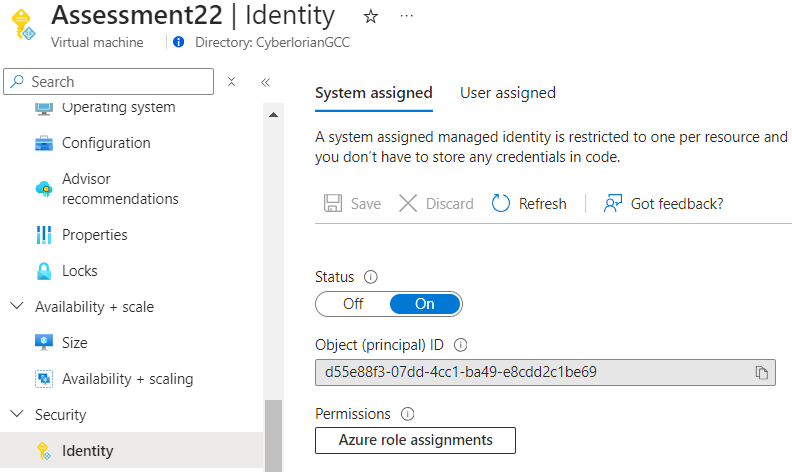 Assessment22 | Identity
Virtual machine
Directory: CyberlorianGCC
Search
Operating system
Configuration
Advisor
recommendations
Properties
Locks
Availability + scale
Size
Availability + scaling
Security
Identity
System assigned
User assigned
A system assigned managed identity is restricted to one per resource and
you don’t have to store any credentials in code.
Save
Discard
Refresh
Got feedback?
Status
Off
On
Object (principal) ID
d55e88f3-07dd-4cc1-ba49-e8cdd2c1be69
Permissions
Azure role assignments